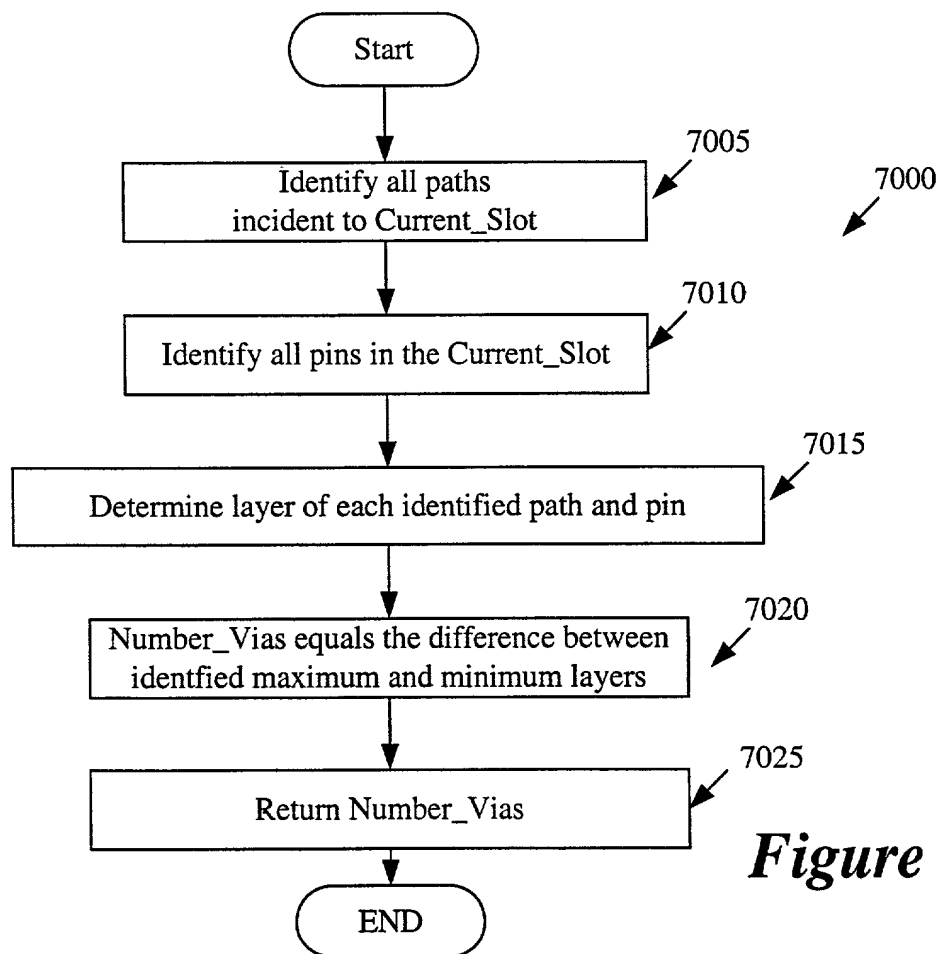 Start
7005
Identify all paths
incident to Current_Slot
7000
7010
Identify all pins in the Current_Slot
7015
Determine layer of each identified path and pin
7020
Number_Vias equals the difference between
identfied maximum and minimum layers
7025
Return Number_Vias
Figure
END